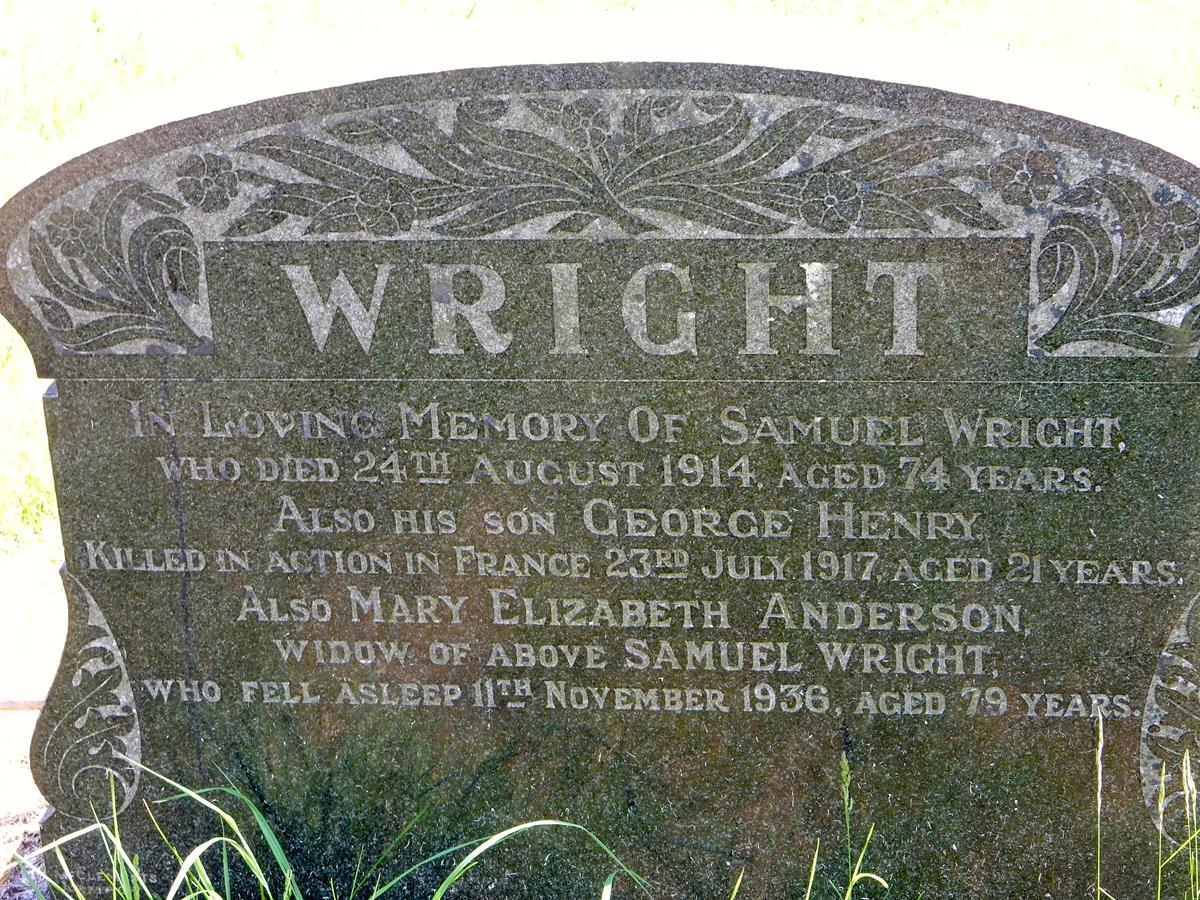 WRIGHT
IN LOVING MEMORY OF SAMUEL WRIGHT,
WHO DIED 24TH AUGUST 1914, AGED 74 YEARS.
ALSO HIS SON GEORGE HENRY
KILLED IN ACTION IN FRANCE 23RD JULY 1917, AGED 21 YEARS.
ALSO MARY ELIZABETH ANDERSON,
WIDOW OF ABOVE SAMUEL WRIGHT,
WHO FELL ASLEEP 11TH NOVEMBER 1936, AGED 79 YEARS.